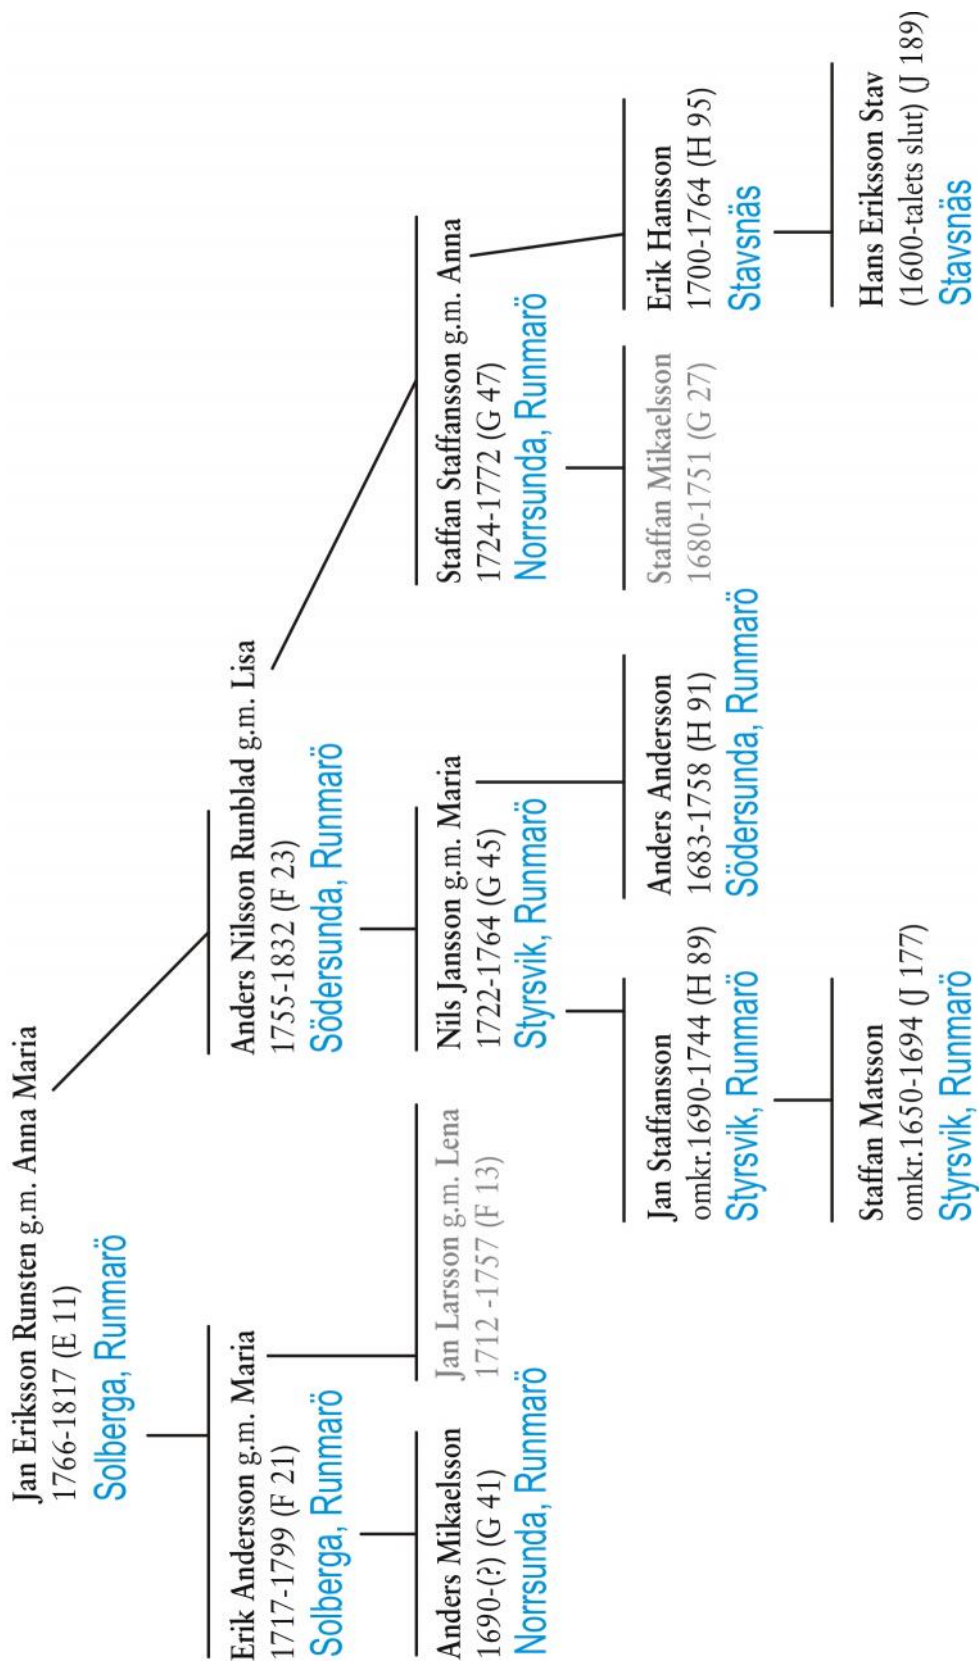 Jan Eriksson Runsten g.m. Anna Maria
1766-1817 (E 11)
Solberga, Runmarö
Erik Andersson g.m. Maria
1717-1799 (F 21)
Solberga, Runmarö
Anders Nilsson Runblad g.m. Lisa
1755-1832 (F 23)
Södersunda, Runmarö
Anders Mikaelsson
1690-(?) (G 41)
Norrsunda, Runmarö
Jan Larsson g.m. Lena
1712 -1757 (F 13)
Nils Jansson g.m. Maria
1722-1764 (G 45)
Styrsvik, Runmarö
Staffan Staffansson g.m. Anna
1724-1772 (G 47)
Norrsunda, Runmarö
Jan Staffansson
omkr.1690-1744 (H 89)
Styrsvik, Runmarö
Anders Andersson
1683-1758 (H 91)
Södersunda, Runmarö
Staffan Mikaelsson
1680-1751 (G 27)
Erik Hansson
1700-1764 (H 95)
Stavsnäs
Staffan Matsson
omkr.1650-1694 (J 177)
Styrsvik, Runmarö
Hans Eriksson Stav
(1600-talets slut) (J 189)
Stavsnäs